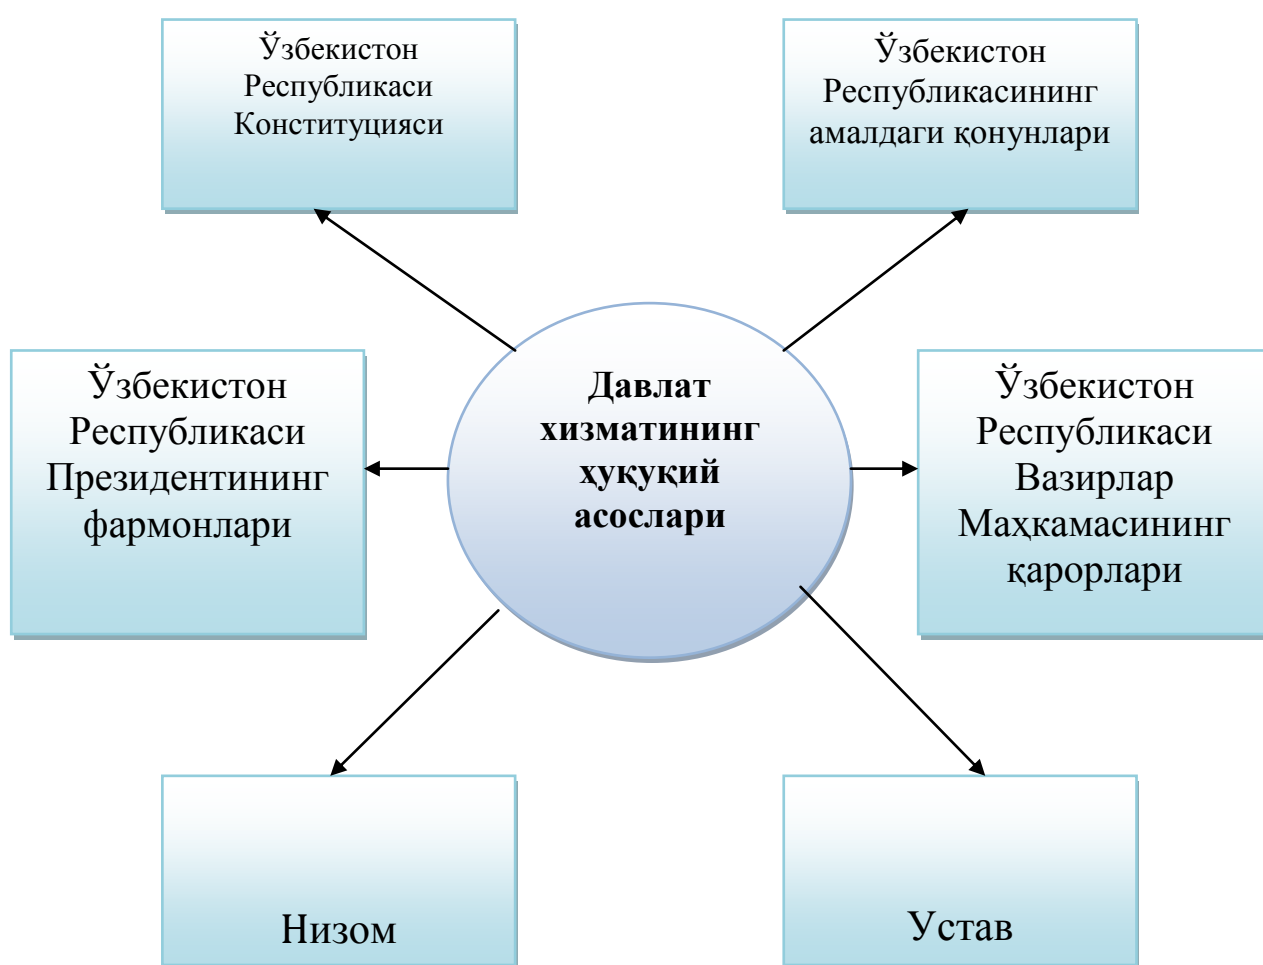 Ўзбекистон
Республикаси
Конституцияси
Ўзбекистон
Республикасининг
амалдаги қонунлари
Давлат
хизматининг
ҳуқуқий
асослари
Ўзбекистон
Республикаси
Президентининг
фармонлари
Ўзбекистон
Республикаси
Вазирлар
Маҳкамасининг
қарорлари
Низом
Устав